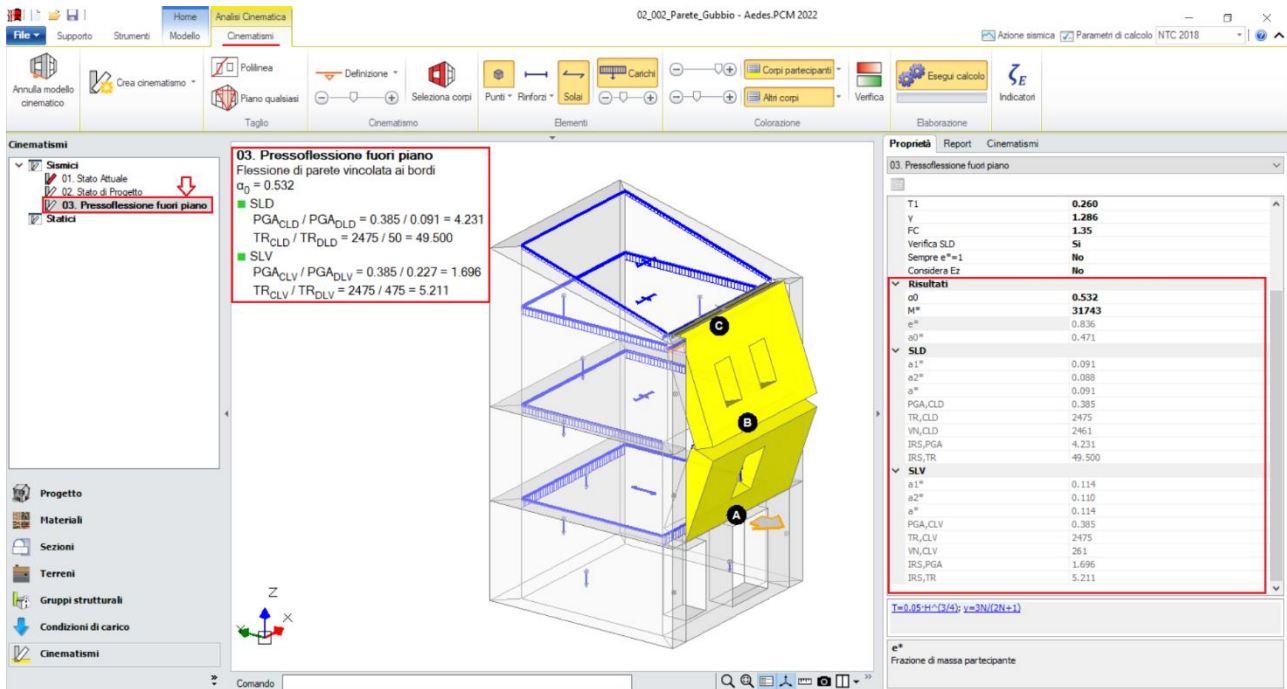 Home
Analisi Cinematica
02_002_Parete_Gubbio - Aedes.PCM 2022
File
Supporto
Strumenti
Modello
Cinematismi
Azione sismica
Parametri di calcolo
NTC 2018
Annulla modello
cinematico
Crea cinematismo
Polilinea
Piano qualsiasi
Taglio
Definizione
Seleziona corpi
Cinematismo
Punti
Rinforzi
Solai
Carichi
Elementi
Corpi partecipanti
Altri corpi
Colorazione
Verifica
Esegui calcolo
Elaborazione
ζE
Indicatori
Cinematismi
Sismici
01. Stato Attuale
02. Stato di Progetto
03. Pressoflessione fuori piano
Statici
Progetto
Materiali
Sezioni
Terreni
Gruppi strutturali
Condizioni di carico
Cinematismi
03. Pressoflessione fuori piano
Flessione di parete vincolata ai bordi
α0 = 0.532
SLD
PGACLD / PGADLD = 0.385 / 0.091 = 4.231
TRCLD / TRDLD = 2475 / 50 = 49.500
SLV
PGACLV / PGADLV = 0.385 / 0.227 = 1.696
TRCLV / TRDLV = 2475 / 475 = 5.211
C
B
A
Z
X
Comando
Proprietà Report Cinematismi
03. Pressoflessione fuori piano
T1 0.260
γ 1.286
FC 1.35
Verifica SLD Sì
Sempre e*=1 No
Considera Ez No
Risultati
α0 0.532
M* 31743
e* 0.836
a0* 0.471
SLD
a1* 0.091
a2* 0.088
a* 0.091
PGA,CLD 0.385
TR,CLD 2475
VN,CLD 2461
IRS,PGA 4.231
IRS,TR 49.500
SLV
a1* 0.114
a2* 0.110
a* 0.114
PGA,CLV 0.385
TR,CLV 2475
VN,CLV 261
IRS,PGA 1.696
IRS,TR 5.211
T=0.05·H^(3/4); γ=3N/(2N+1)
e*
Frazione di massa partecipante